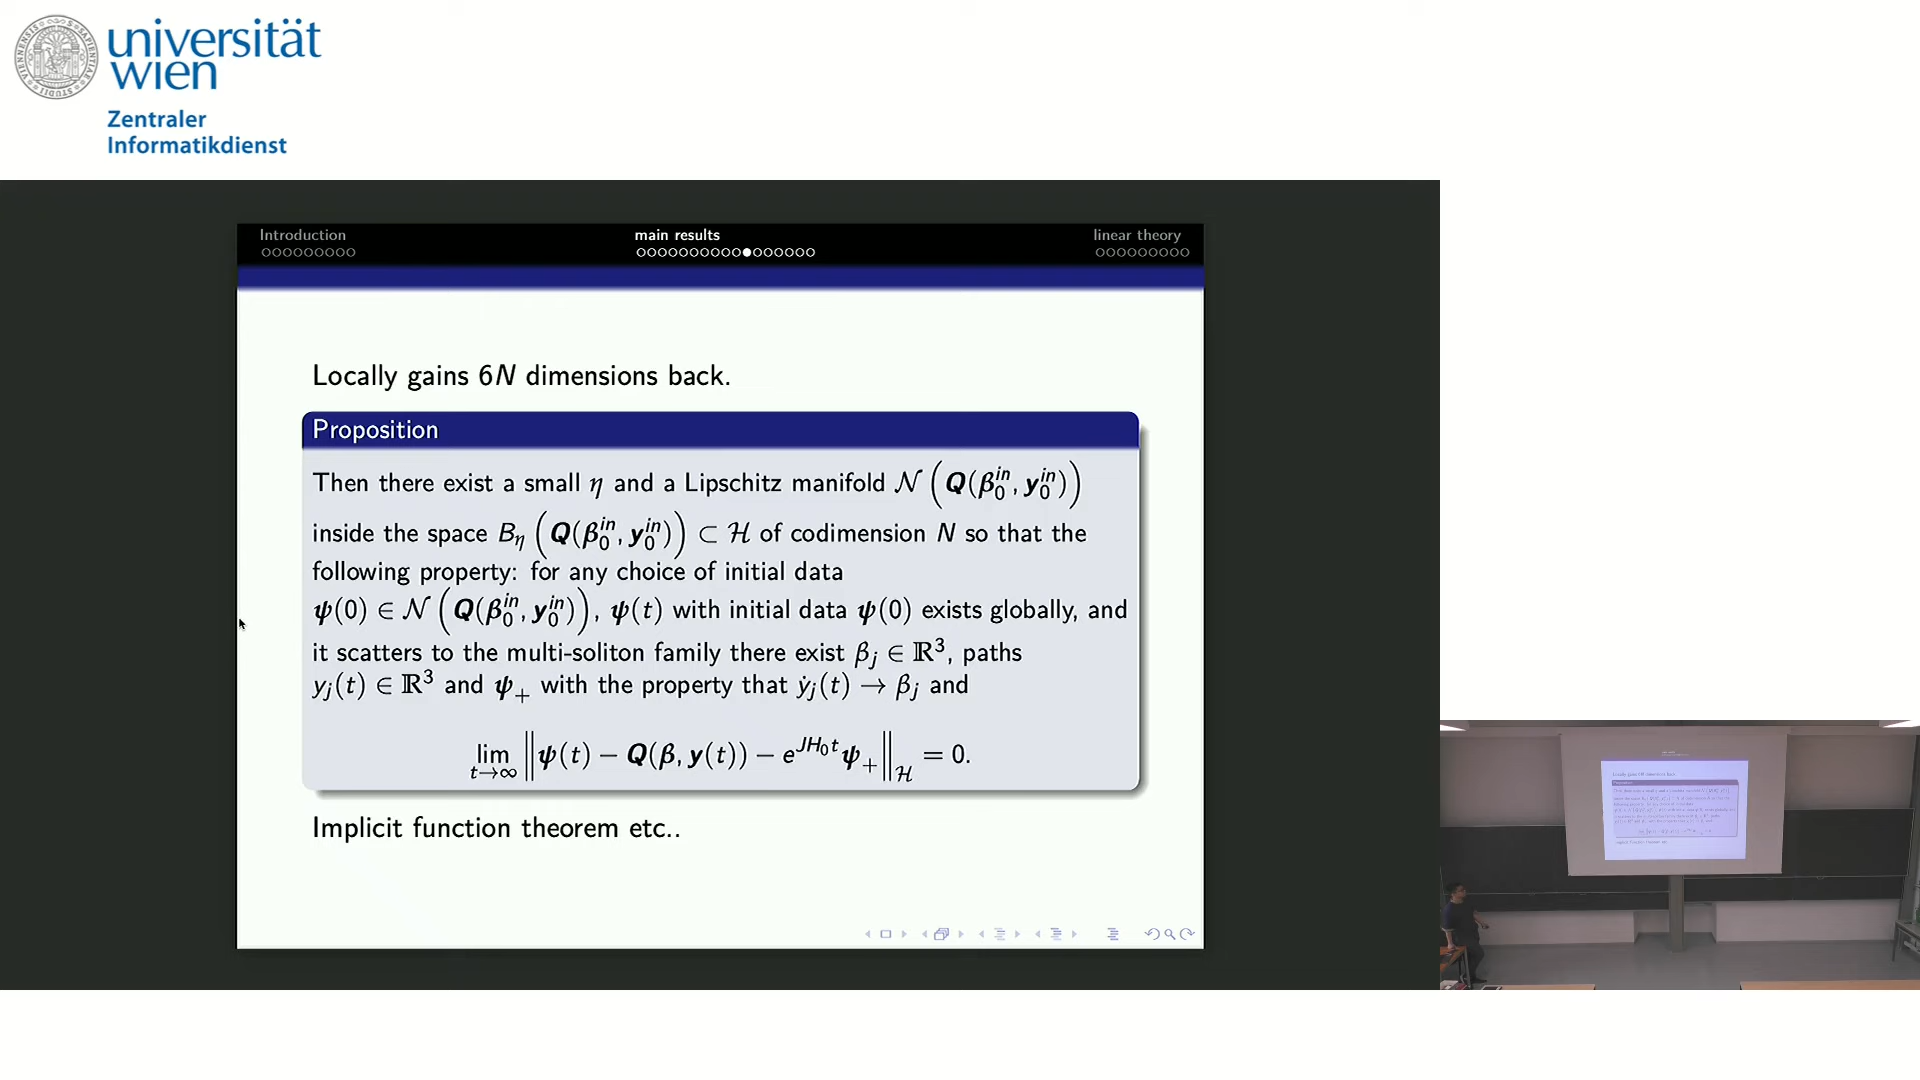 universität
wien
Zentraler
Informatikdienst
Introduction
main results
linear theory
Locally gains 6N dimensions back.
Proposition
Then there exist a small η and a Lipschitz manifold 𝒩 (Q(β₀ⁱⁿ, y₀ⁱⁿ))
inside the space B_η (Q(β₀ⁱⁿ, y₀ⁱⁿ)) ⊂ ℋ of codimension N so that the
following property: for any choice of initial data
ψ(0) ∈ 𝒩 (Q(β₀ⁱⁿ, y₀ⁱⁿ)), ψ(t) with initial data ψ(0) exists globally, and
it scatters to the multi-soliton family there exist βⱼ ∈ ℝ³, paths
yⱼ(t) ∈ ℝ³ and ψ₊ with the property that ẏⱼ(t) → βⱼ and
lim_{t→∞} ‖ψ(t) − Q(β, y(t)) − e^{JH₀t}ψ₊‖_ℋ = 0.
Implicit function theorem etc..